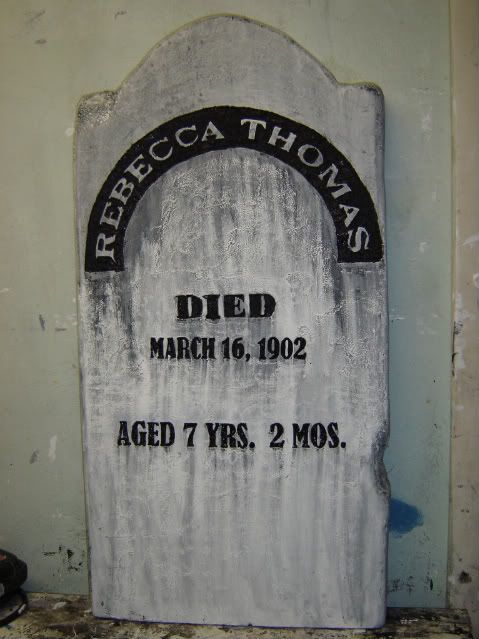 REBECCA THOMAS
DIED
MARCH 16, 1902
AGED 7 YRS. 2 MOS.